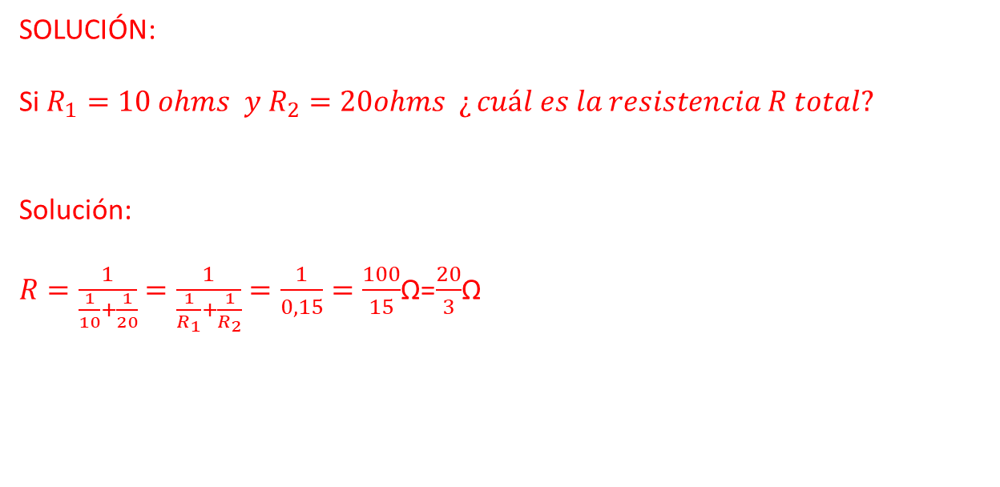 SOLUCIÓN:
Si R₁ = 10 ohms y R₂ = 20ohms ¿ cuál es la resistencia R total?
Solución:
R = 1/(1/10+1/20) = 1/(1/R₁+1/R₂) = 1/0,15 = 100/15Ω=20/3Ω